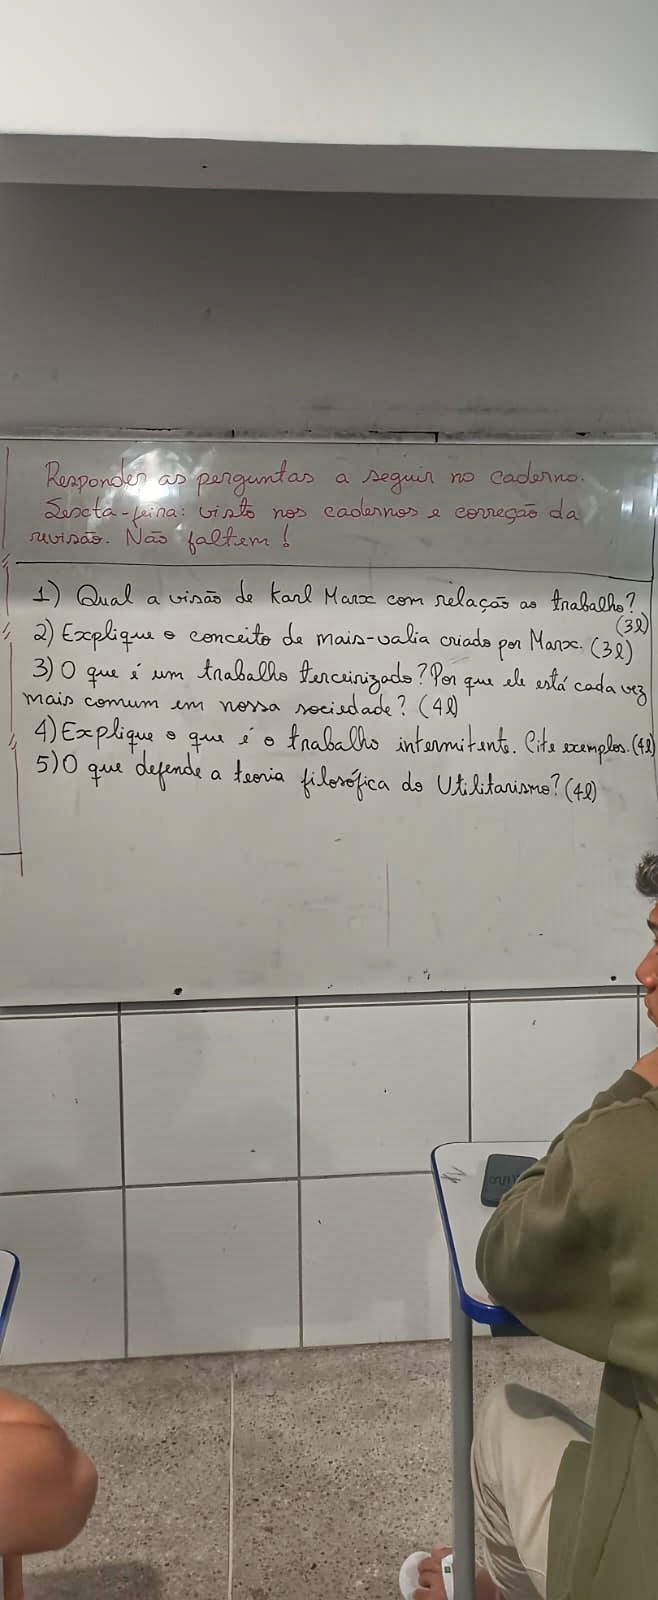 Responder as perguntas a seguir no caderno.
Sexta-feira: visto nos cadernos e correção da
revisão. Não faltem!
1) Qual a visão de Karl Marx com relação ao trabalho?
(3l)
2) Explique o conceito de mais-valia criado por Marx. (3l)
3) O que é um trabalho terceirizado? Por que ele está cada vez
mais comum em nossa sociedade? (4l)
4) Explique o que é o trabalho intermitente. Cite exemplos. (4l)
5) O que defende a teoria filosófica do Utilitarismo? (4l)